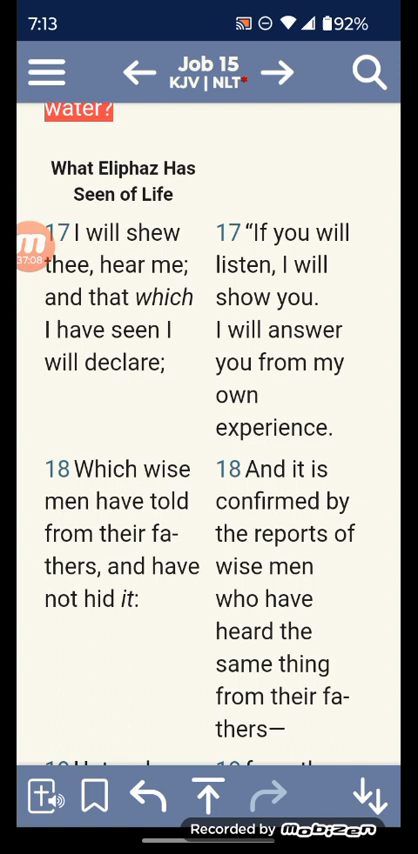 7:13
92%
Job 15
KJV | NLT*
water?
What Eliphaz Has
Seen of Life
17 I will shew
thee, hear me;
and that which
I have seen I
will declare;
17 “If you will
listen, I will
show you.
I will answer
you from my
own
experience.
18 Which wise
men have told
from their fa-
thers, and have
not hid it:
18 And it is
confirmed by
the reports of
wise men
who have
heard the
same thing
from their fa-
thers—
37:08
Recorded by mobizen